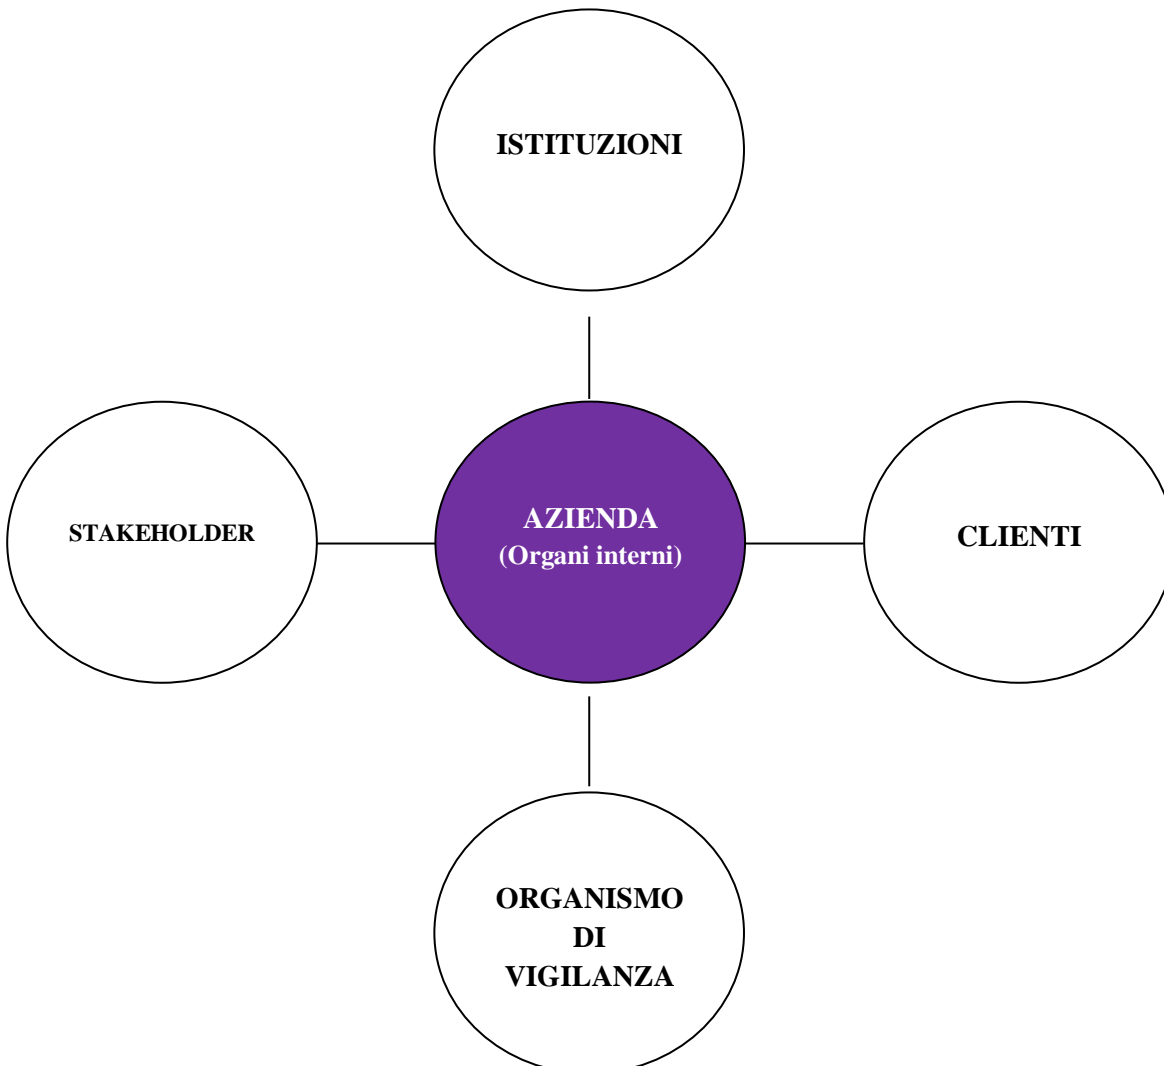 ISTITUZIONI
STAKEHOLDER
AZIENDA
(Organi interni)
CLIENTI
ORGANISMO
DI
VIGILANZA